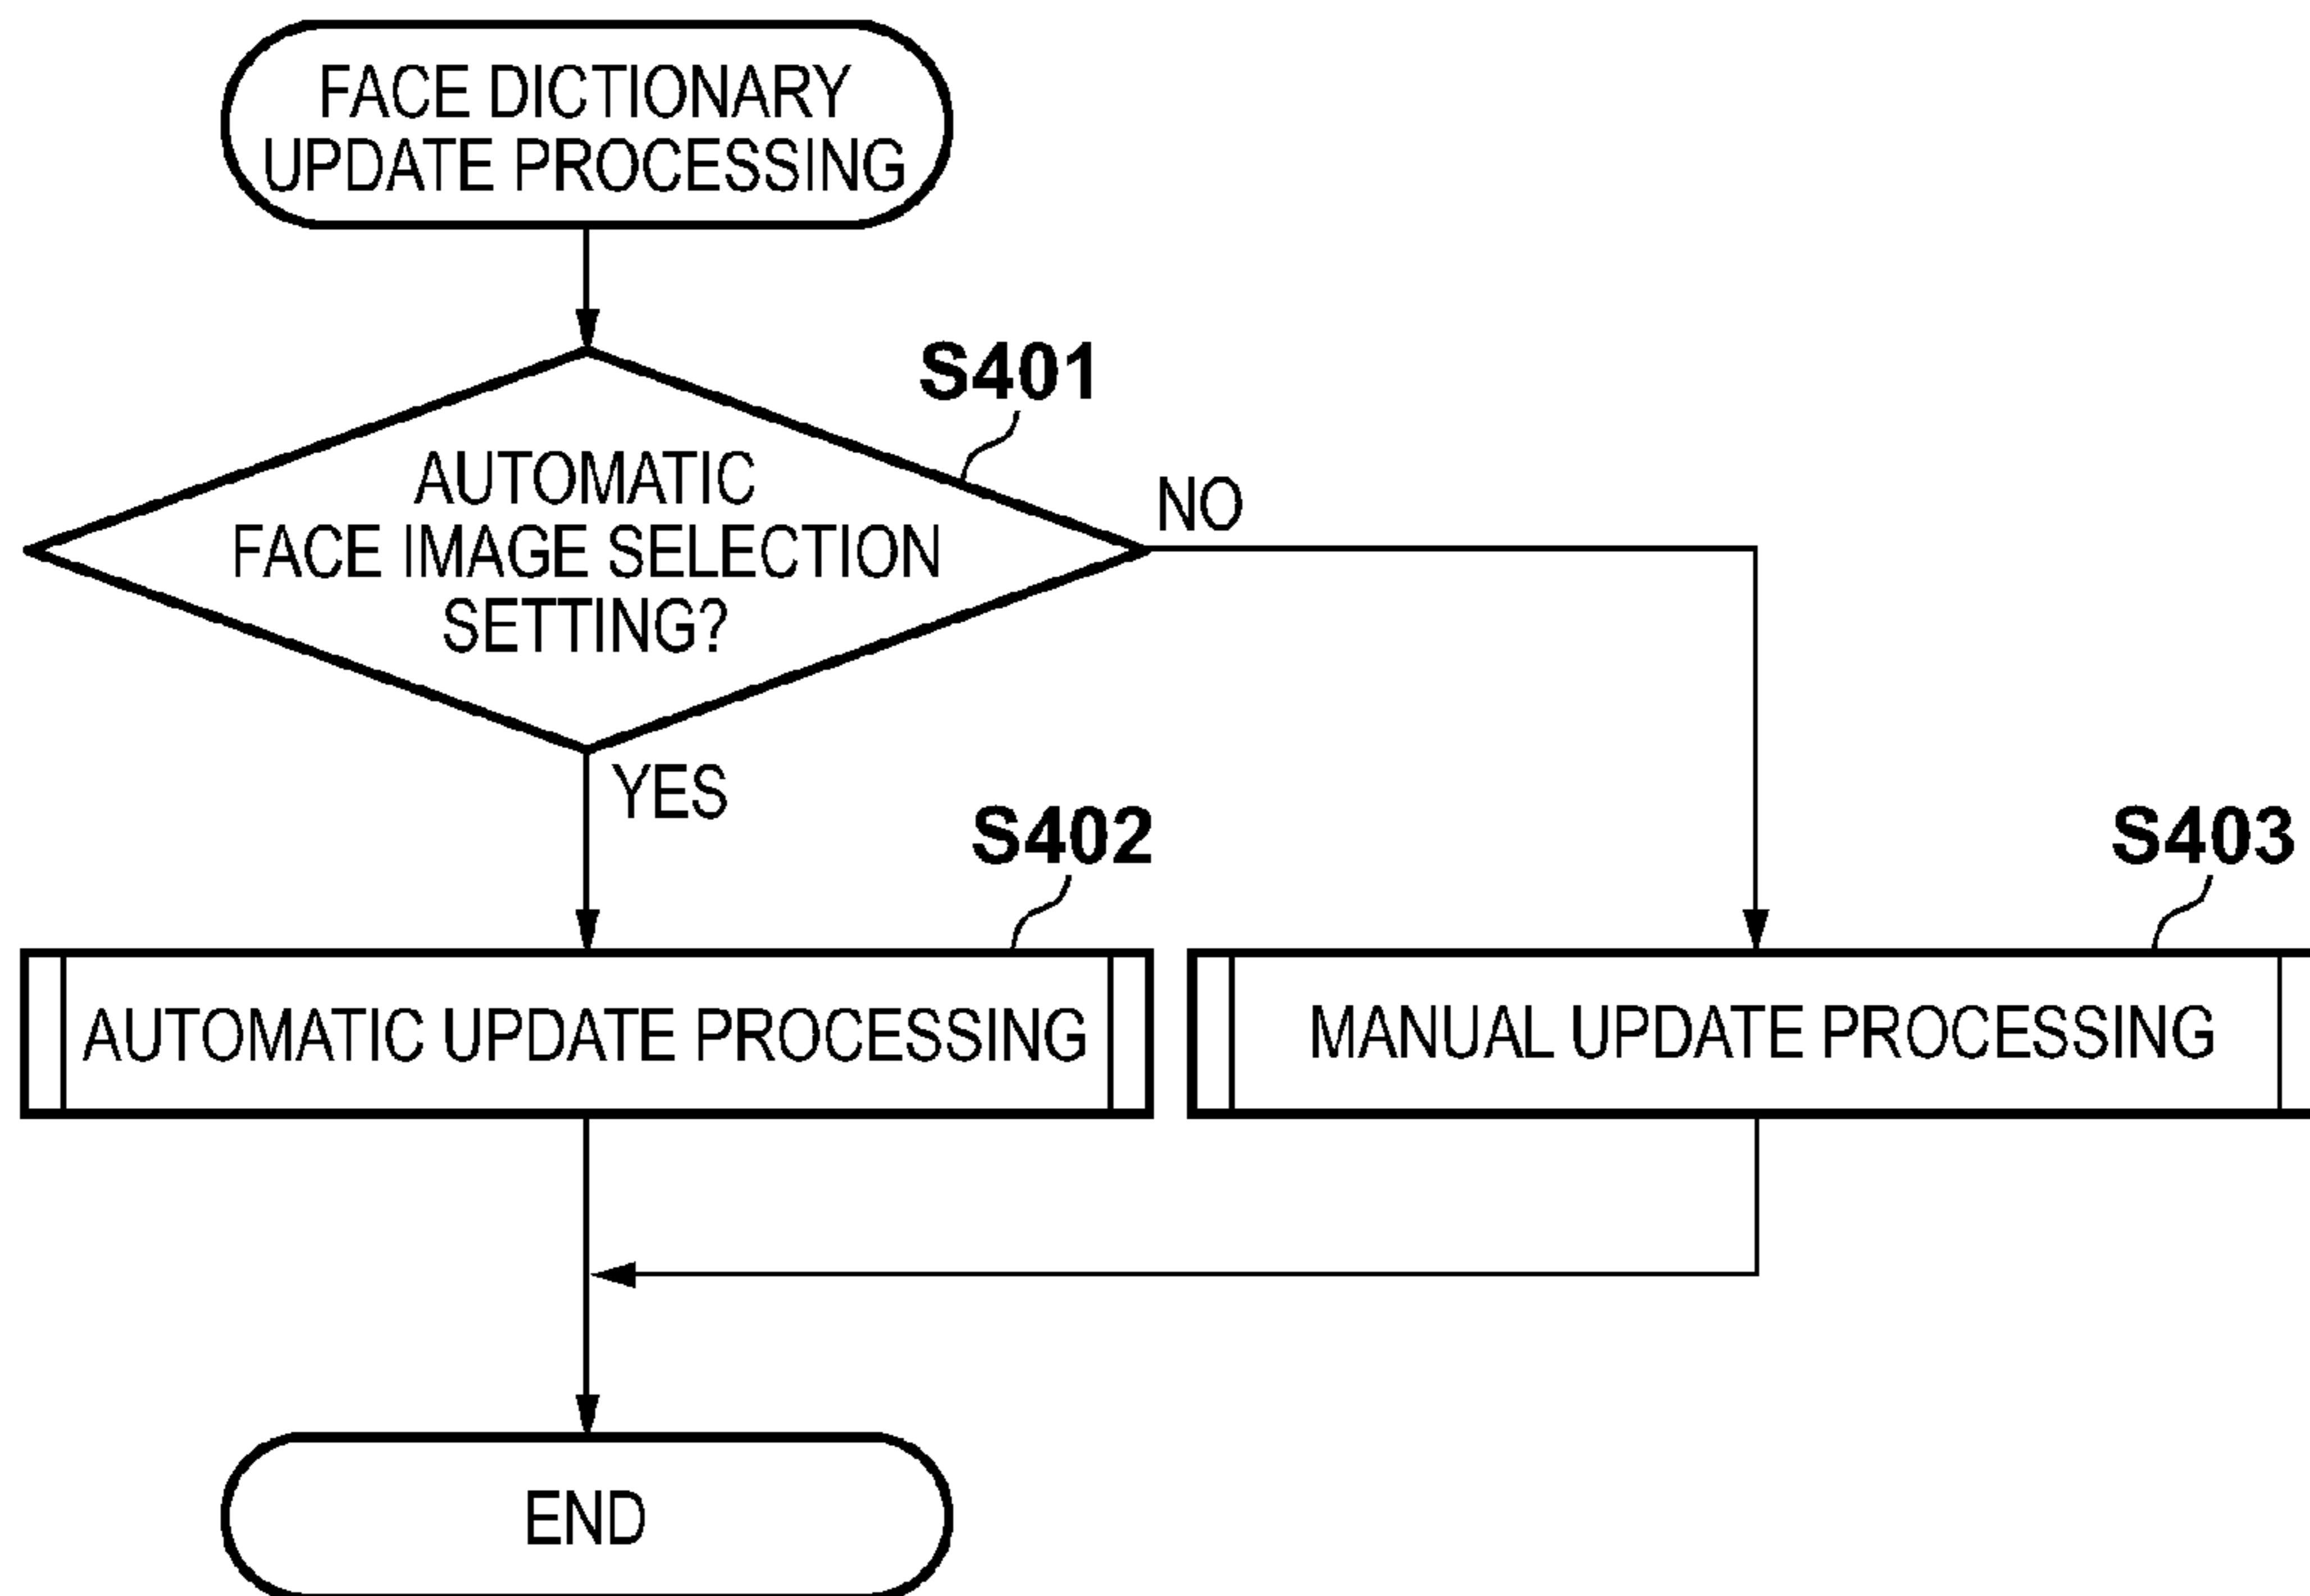 FACE DICTIONARY
UPDATE PROCESSING
S401
AUTOMATIC
FACE IMAGE SELECTION
SETTING?
NO
YES
S402
S403
AUTOMATIC UPDATE PROCESSING
MANUAL UPDATE PROCESSING
END